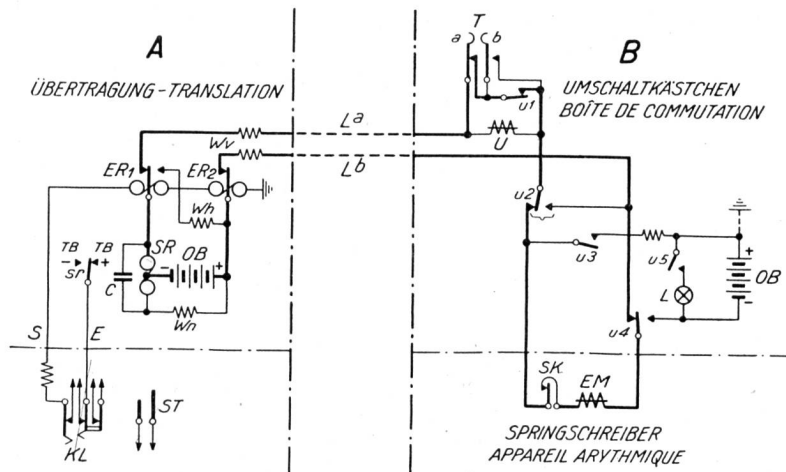 A
ÜBERTRAGUNG - TRANSLATION
La
Lb
Wv
ER1
ER2
Wh
TB TB
- +
sr
SR
OB
- +
C
Wn
S
E
KL
ST
T
a b
B
UMSCHALTKÄSTCHEN
BOÎTE DE COMMUTATION
u1
U
u2
u3
u5
+
OB
L
-
u4
SK
EM
SPRINGSCHREIBER
APPAREIL ARYTHMIQUE